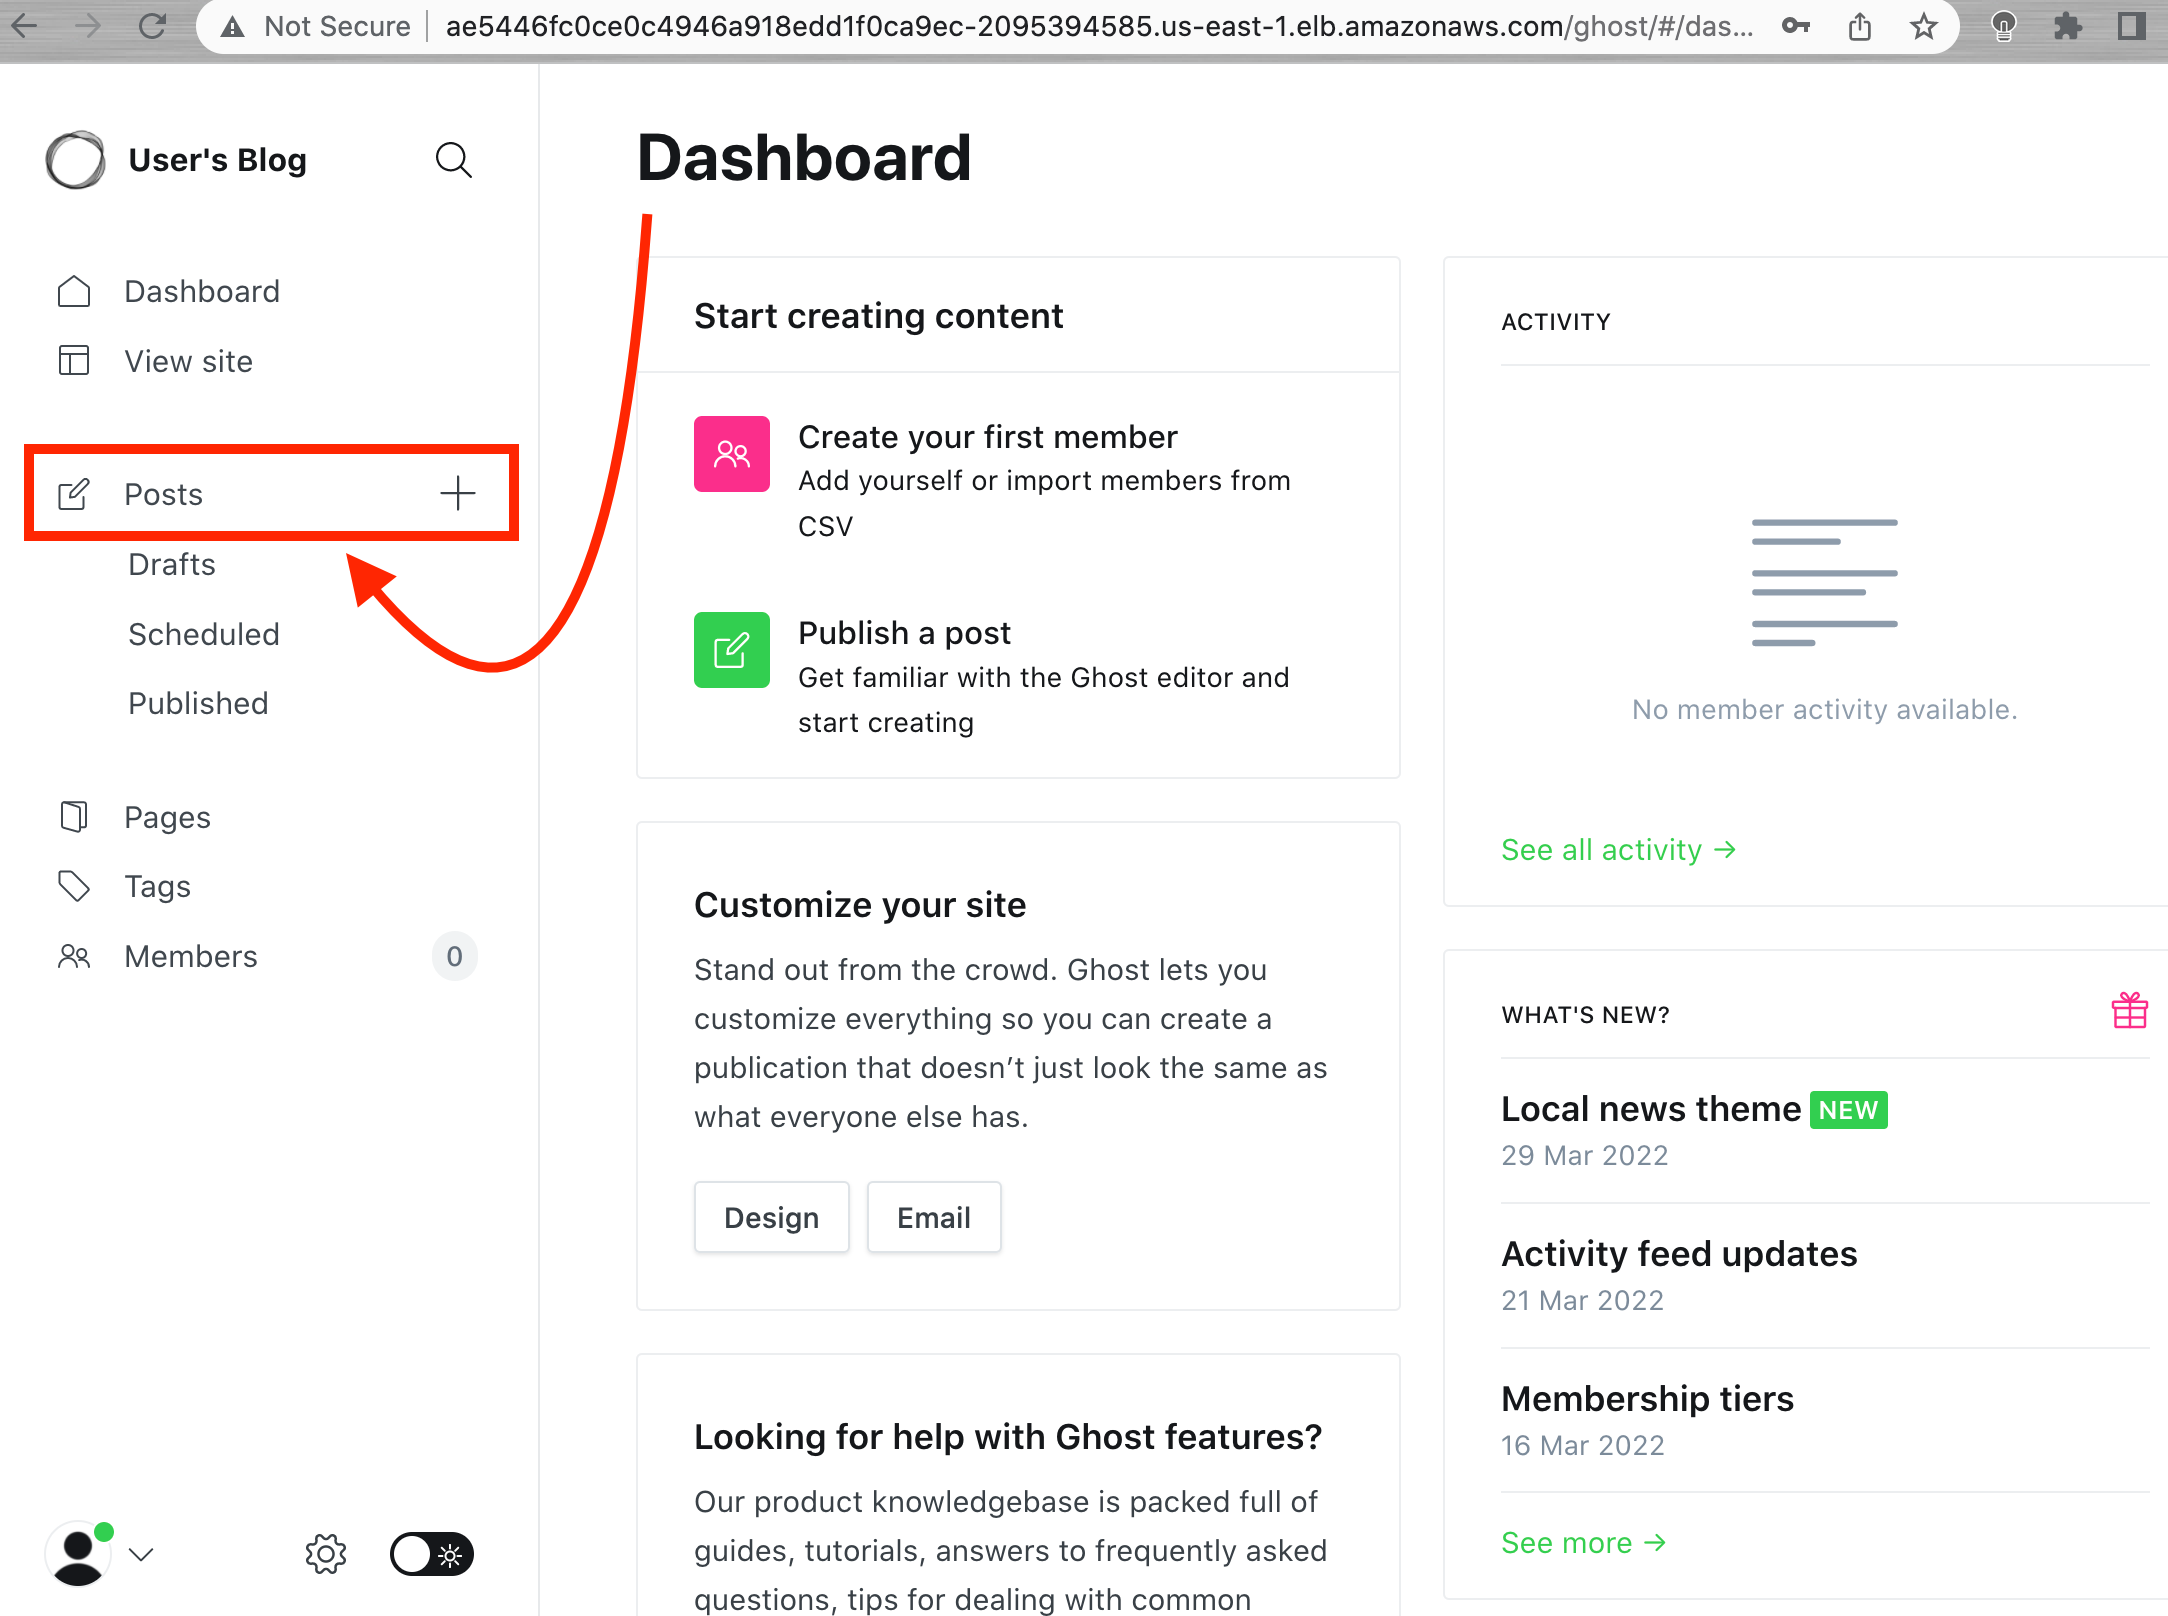 Not Secure
ae5446fc0ce0c4946a918edd1f0ca9ec-2095394585.us-east-1.elb.amazonaws.com/ghost/#/das...
User's Blog
Dashboard
View site
Posts
Drafts
Scheduled
Published
Pages
Tags
Members
0
Dashboard
Start creating content
Create your first member
Add yourself or import members from
CSV
Publish a post
Get familiar with the Ghost editor and
start creating
Customize your site
Stand out from the crowd. Ghost lets you
customize everything so you can create a
publication that doesn’t just look the same as
what everyone else has.
Design
Email
Looking for help with Ghost features?
Our product knowledgebase is packed full of
guides, tutorials, answers to frequently asked
questions, tips for dealing with common
ACTIVITY
No member activity available.
See all activity →
WHAT'S NEW?
Local news theme NEW
29 Mar 2022
Activity feed updates
21 Mar 2022
Membership tiers
16 Mar 2022
See more →